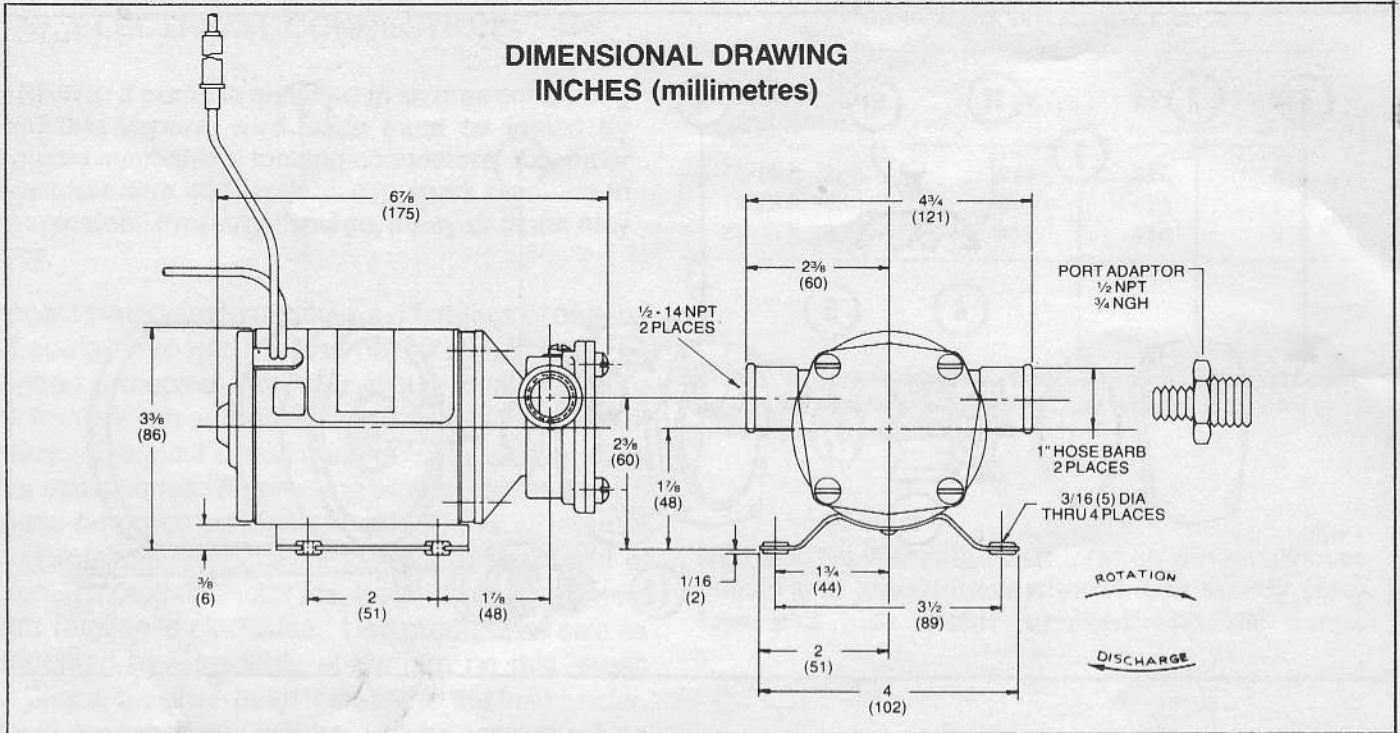 DIMENSIONAL DRAWING
INCHES (millimetres)
6⅞
(175)
4¾
(121)
2⅜
(60)
PORT ADAPTOR
½ NPT
¾ NGH
½ - 14 NPT
2 PLACES
3⅜
(86)
2⅜
(60)
1⅞
(48)
1" HOSE BARB
2 PLACES
3/16 (5) DIA
THRU 4 PLACES
⅜
(6)
2
(51)
1⅞
(48)
1/16
(2)
1¾
(44)
3½
(89)
2
(51)
4
(102)
ROTATION
DISCHARGE